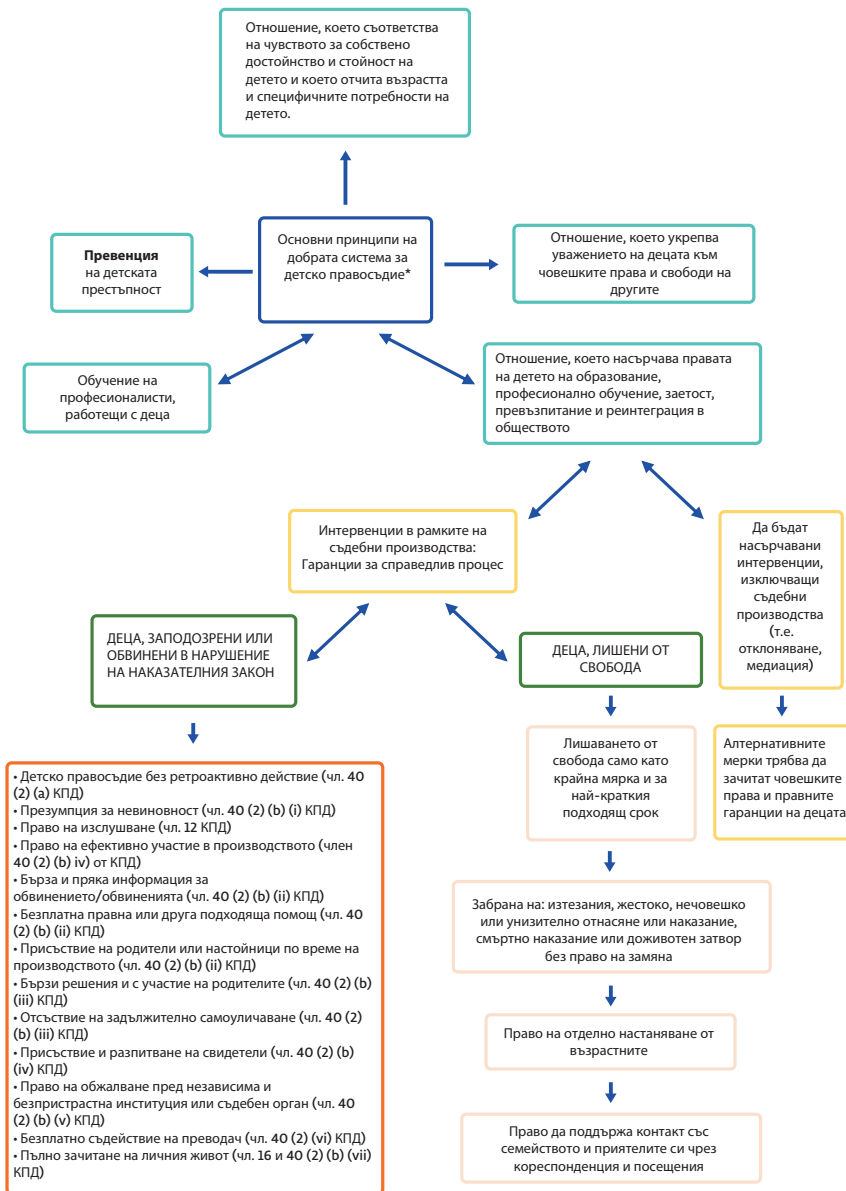 Отношение, което съответства
на чувството за собствено
достойнство и стойност на
детето и което отчита възрастта
и специфичните потребности на
детето.
Превенция
на детската
престъпност
Основни принципи на
добрата система за
детско правосъдие*
Отношение, което укрепва
уважението на децата към
човешките права и свободи на
другите
Обучение на
професионалисти,
работещи с деца
Отношение, което насърчава правата
на детето на образование,
професионално обучение, заетост,
превъзпитание и реинтеграция в
обществото
Интервенции в рамките на
съдебни производства:
Гаранции за справедлив процес
Да бъдат
насърчавани
интервенции,
изключващи
съдебни
производства
(т.е.
отклоняване,
медиация)
ДЕЦА, ЗАПОДОЗРЕНИ ИЛИ
ОБВИНЕНИ В НАРУШЕНИЕ
НА НАКАЗАТЕЛНИЯ ЗАКОН
ДЕЦА, ЛИШЕНИ ОТ
СВОБОДА
Лишаването от
свобода само като
крайна мярка и за
най-краткия
подходящ срок
Алтернативните
мерки трябва да
зачитат човешките
права и правните
гаранции на децата
• Детско правосъдие без ретроактивно действие (чл. 40
(2) (a) КПД)
• Презумпция за невиновност (чл. 40 (2) (b) (i) КПД)
• Право на изслушване (чл. 12 КПД)
• Право на ефективно участие в производството (член
40 (2) (b) iv) от КПД)
• Бърза и пряка информация за
обвинението/обвиненията (чл. 40 (2) (b) (ii) КПД)
• Безплатна правна или друга подходяща помощ (чл. 40
(2) (b) (ii) КПД)
• Присъствие на родители или настойници по време на
производството (чл. 40 (2) (b) (ii) КПД)
• Бързи решения и с участие на родителите (чл. 40 (2) (b)
(iii) КПД)
• Отсъствие на задължително самоуличаване (чл. 40 (2)
(b) (iii) КПД)
• Присъствие и разпитване на свидетели (чл. 40 (2) (b)
(iv) КПД)
• Право на обжалване пред независима и
безпристрастна институция или съдебен орган (чл. 40
(2) (b) (v) КПД)
• Безплатно съдействие на преводач (чл. 40 (2) (vi) КПД)
• Пълно зачитане на личния живот (чл. 16 и 40 (2) (b) (vii)
КПД)
Забрана на: изтезания, жестоко, нечовешко
или унизително отнасяне или наказание,
смъртно наказание или доживотен затвор
без право на замяна
Право на отделно настаняване от
възрастните
Право да поддържа контакт със
семейството и приятелите си чрез
кореспонденция и посещения